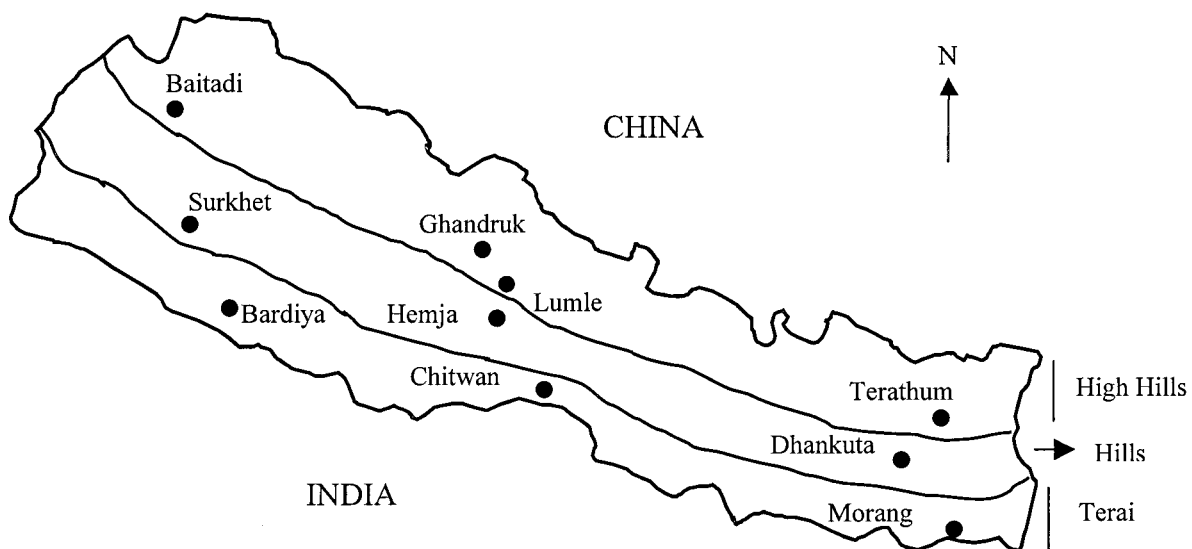 N
Baitadi
CHINA
Surkhet
Ghandruk
Lumle
Bardiya
Hemja
Chitwan
Terathum
High Hills
Dhankuta
Hills
INDIA
Morang
Terai